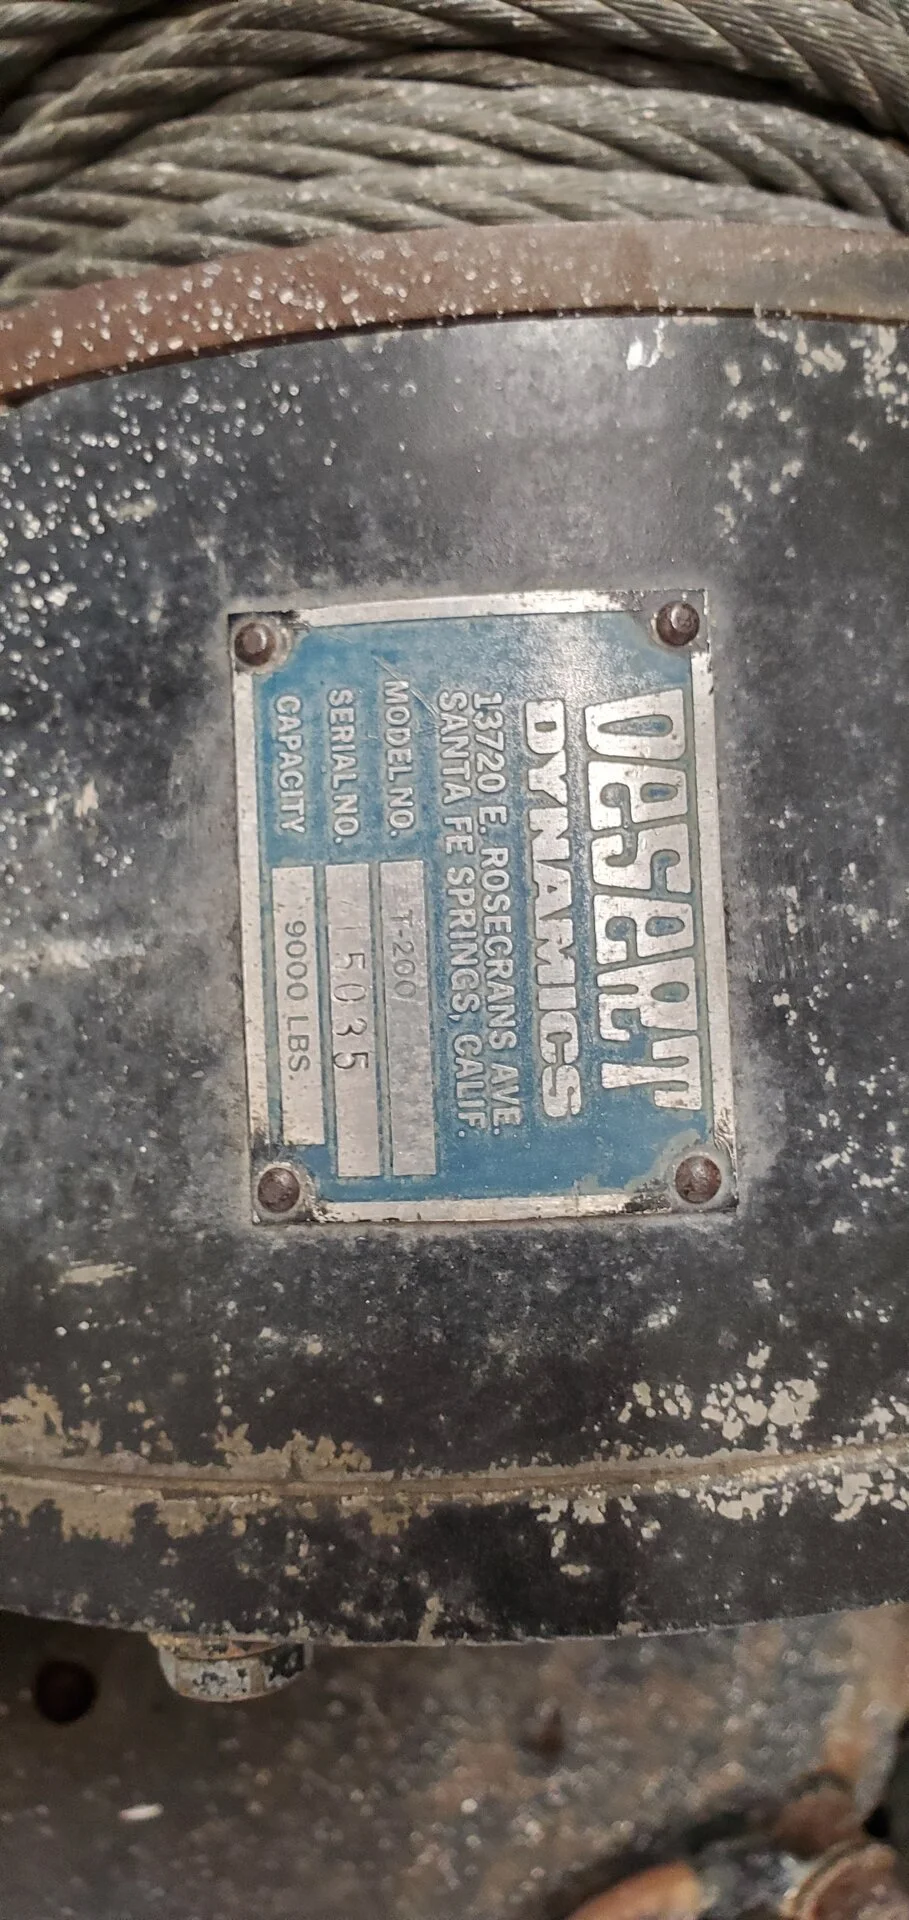 DESERT
DYNAMICS
13720 E. ROSECRANS AVE.
SANTA FE SPRINGS, CALIF.
MODEL NO. T-200
SERIAL NO. 5035
CAPACITY 9000 LBS.